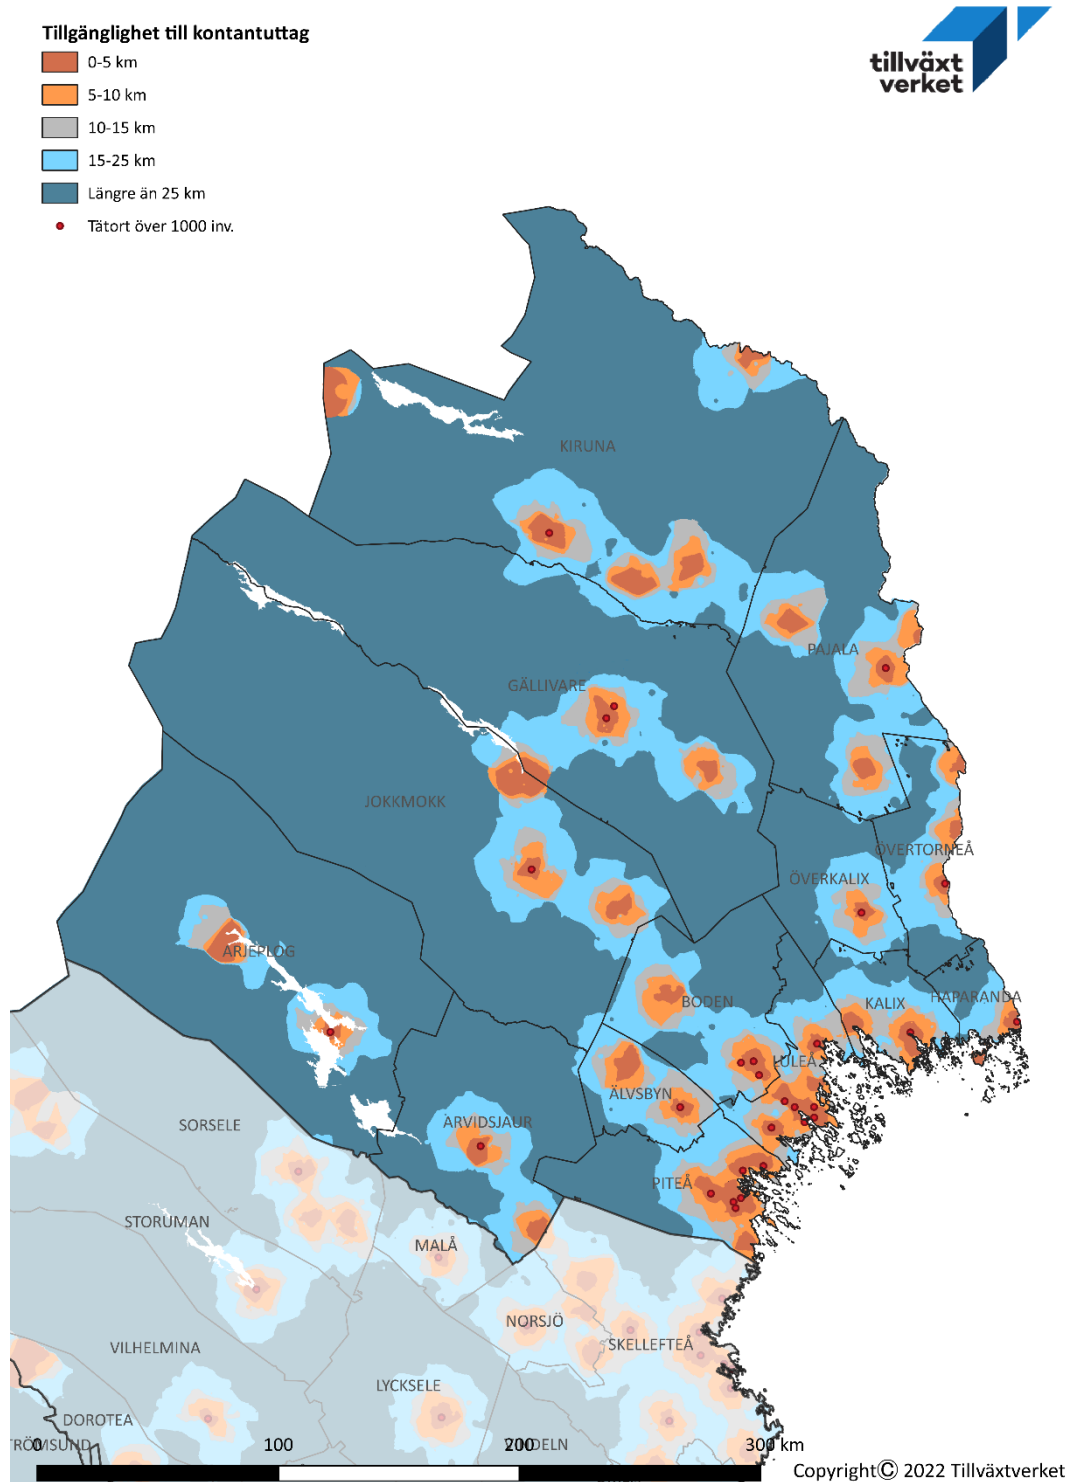 Tillgänglighet till kontantuttag
0-5 km
5-10 km
10-15 km
15-25 km
Längre än 25 km
Tätort över 1000 inv.
tillväxt
verket
KIRUNA
PAJALA
GÄLLIVARE
JOKKMOKK
ÖVERTORNEÅ
ÖVERKALIX
ARJEPLOG
BODEN
KALIX
HAPARANDA
LULEÅ
ÄLVSBYN
ARVIDSJAUR
SORSELE
PITEÅ
STORUMAN
MALÅ
NORSJÖ
SKELLEFTEÅ
VILHELMINA
LYCKSELE
DOROTEA
TRÖMSUND
NDELN
0 100 200 300 km
Copyright© 2022 Tillväxtverket